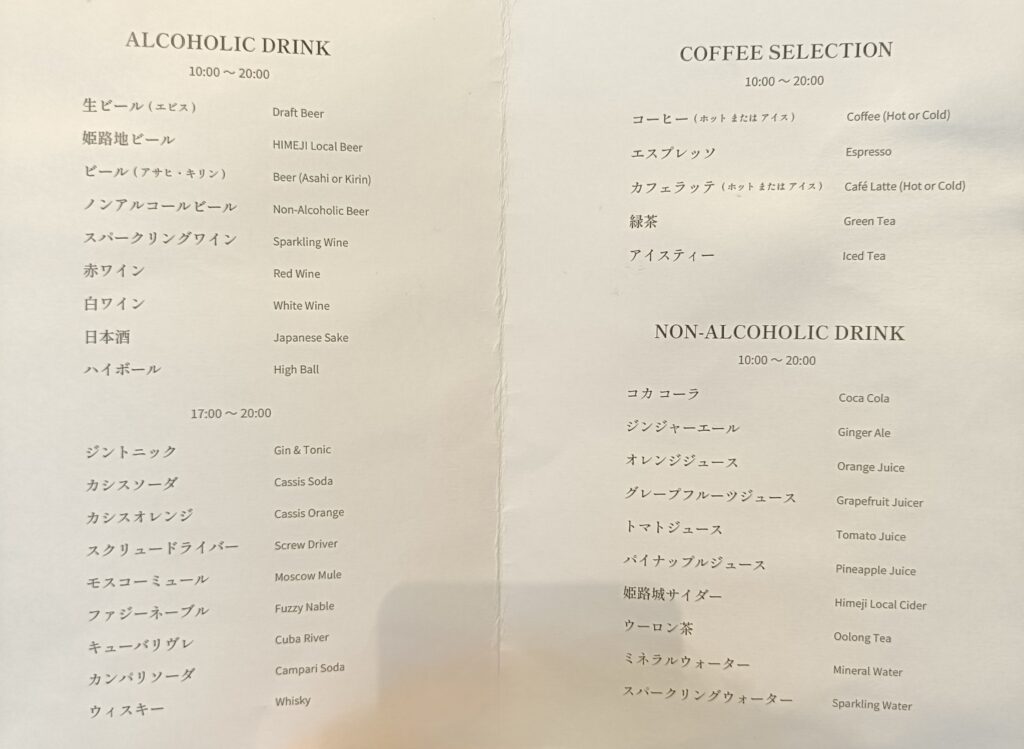 ALCOHOLIC DRINK
10:00 〜 20:00
生ビール（エビス） Draft Beer
姫路地ビール HIMEJI Local Beer
ビール（アサヒ・キリン） Beer (Asahi or Kirin)
ノンアルコールビール Non-Alcoholic Beer
スパークリングワイン Sparkling Wine
赤ワイン Red Wine
白ワイン White Wine
日本酒 Japanese Sake
ハイボール High Ball
17:00 〜 20:00
ジントニック Gin & Tonic
カシスソーダ Cassis Soda
カシスオレンジ Cassis Orange
スクリュードライバー Screw Driver
モスコーミュール Moscow Mule
ファジーネーブル Fuzzy Nable
キューバリヴレ Cuba River
カンパリソーダ Campari Soda
ウィスキー Whisky
COFFEE SELECTION
10:00 〜 20:00
コーヒー（ホット または アイス） Coffee (Hot or Cold)
エスプレッソ Espresso
カフェラッテ（ホット または アイス） Café Latte (Hot or Cold)
緑茶 Green Tea
アイスティー Iced Tea
NON-ALCOHOLIC DRINK
10:00 〜 20:00
コカ コーラ Coca Cola
ジンジャーエール Ginger Ale
オレンジジュース Orange Juice
グレープフルーツジュース Grapefruit Juicer
トマトジュース Tomato Juice
パイナップルジュース Pineapple Juice
姫路城サイダー Himeji Local Cider
ウーロン茶 Oolong Tea
ミネラルウォーター Mineral Water
スパークリングウォーター Sparkling Water